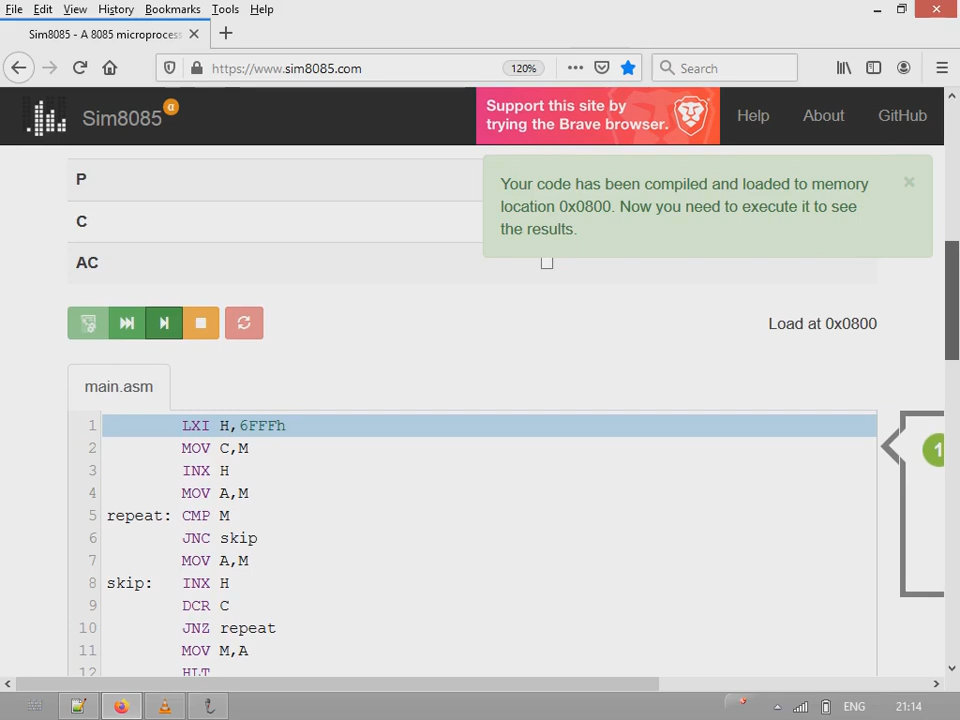 File Edit View History Bookmarks Tools Help
Sim8085 - A 8085 microproces
https://www.sim8085.com 120% Search
Sim8085 α
Support this site by
trying the Brave browser.
Help About GitHub
P
C
AC
Your code has been compiled and loaded to memory
location 0x0800. Now you need to execute it to see
the results.
Load at 0x0800
main.asm
1 LXI H,6FFFh
2 MOV C,M
3 INX H
4 MOV A,M
5 repeat: CMP M
6 JNC skip
7 MOV A,M
8 skip: INX H
9 DCR C
10 JNZ repeat
11 MOV M,A
12 HLT
1
ENG 21:14